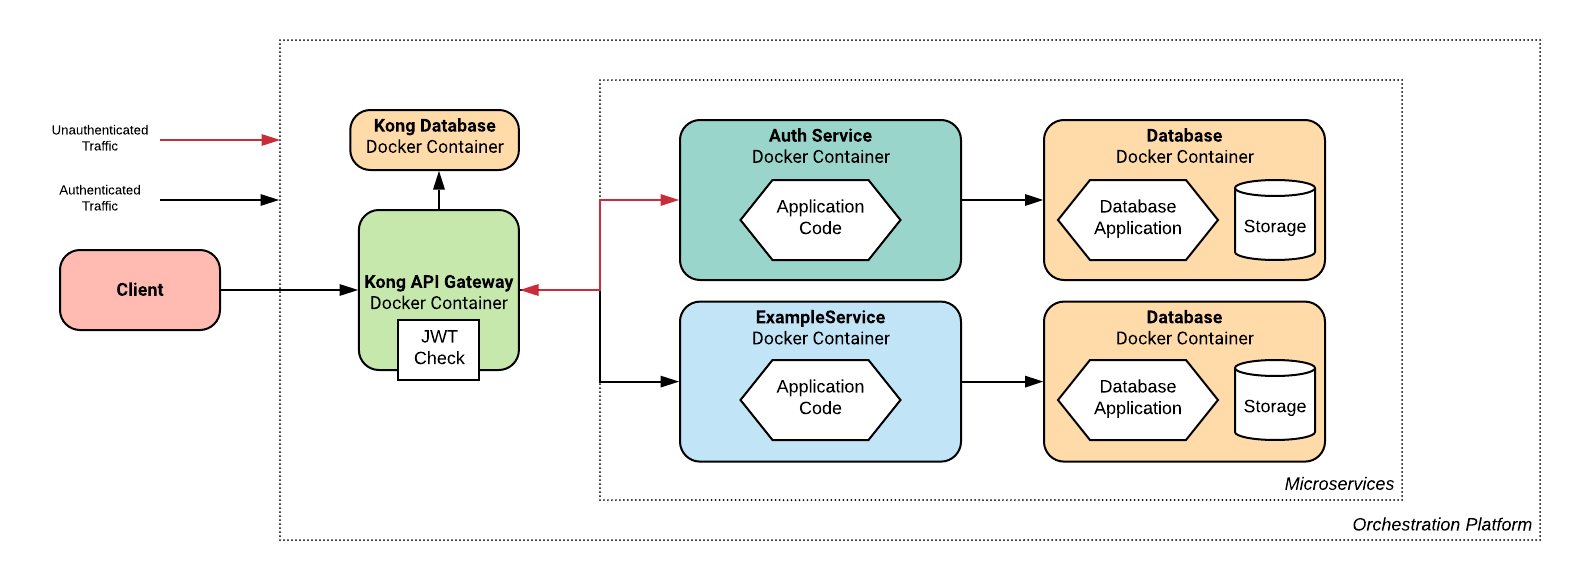 Unauthenticated
Traffic
Authenticated
Traffic
Client
Kong Database
Docker Container
Kong API Gateway
Docker Container
JWT
Check
Auth Service
Docker Container
Application
Code
Database
Docker Container
Database
Application
Storage
ExampleService
Docker Container
Application
Code
Database
Docker Container
Database
Application
Storage
Microservices
Orchestration Platform